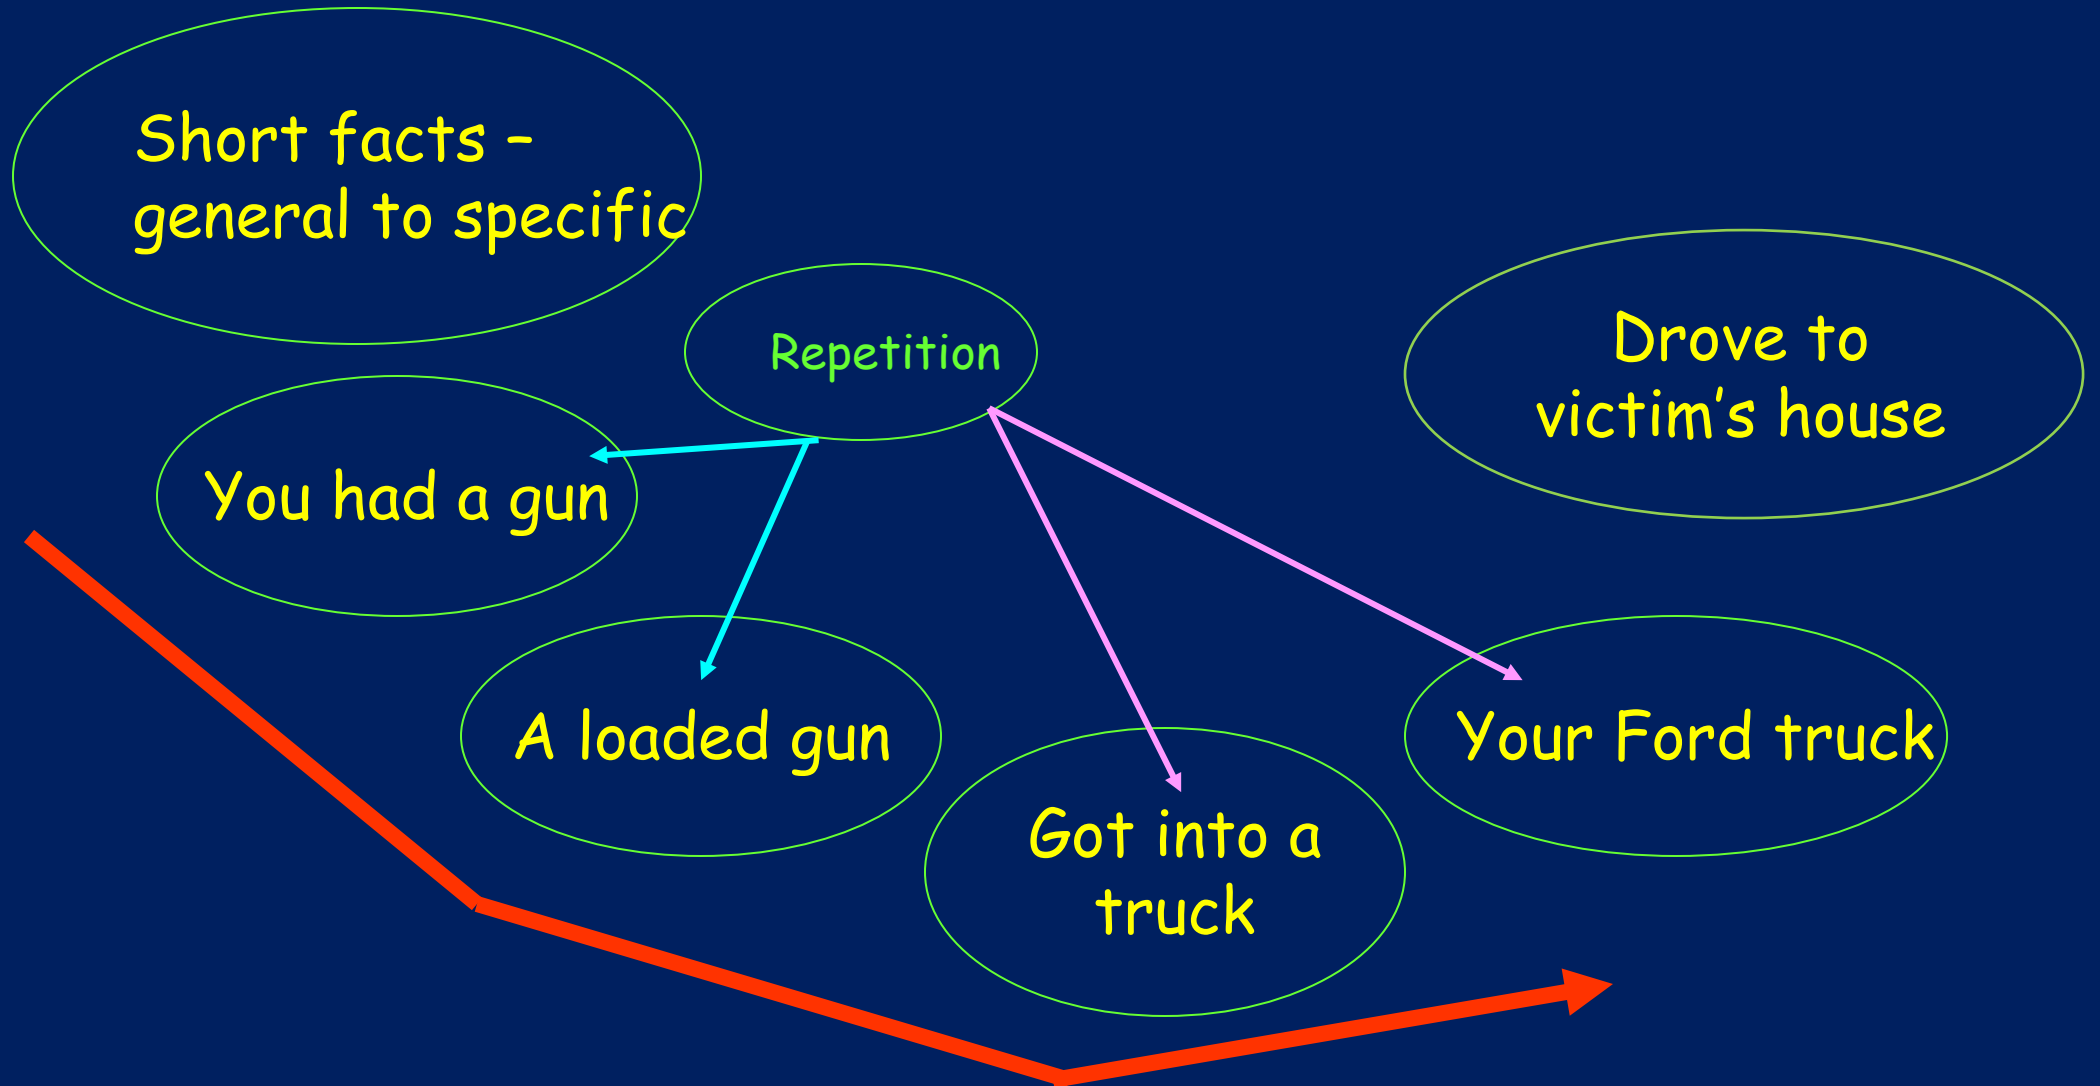 Short facts –
general to specific
Repetition
Drove to
victim's house
You had a gun
A loaded gun
Got into a
truck
Your Ford truck